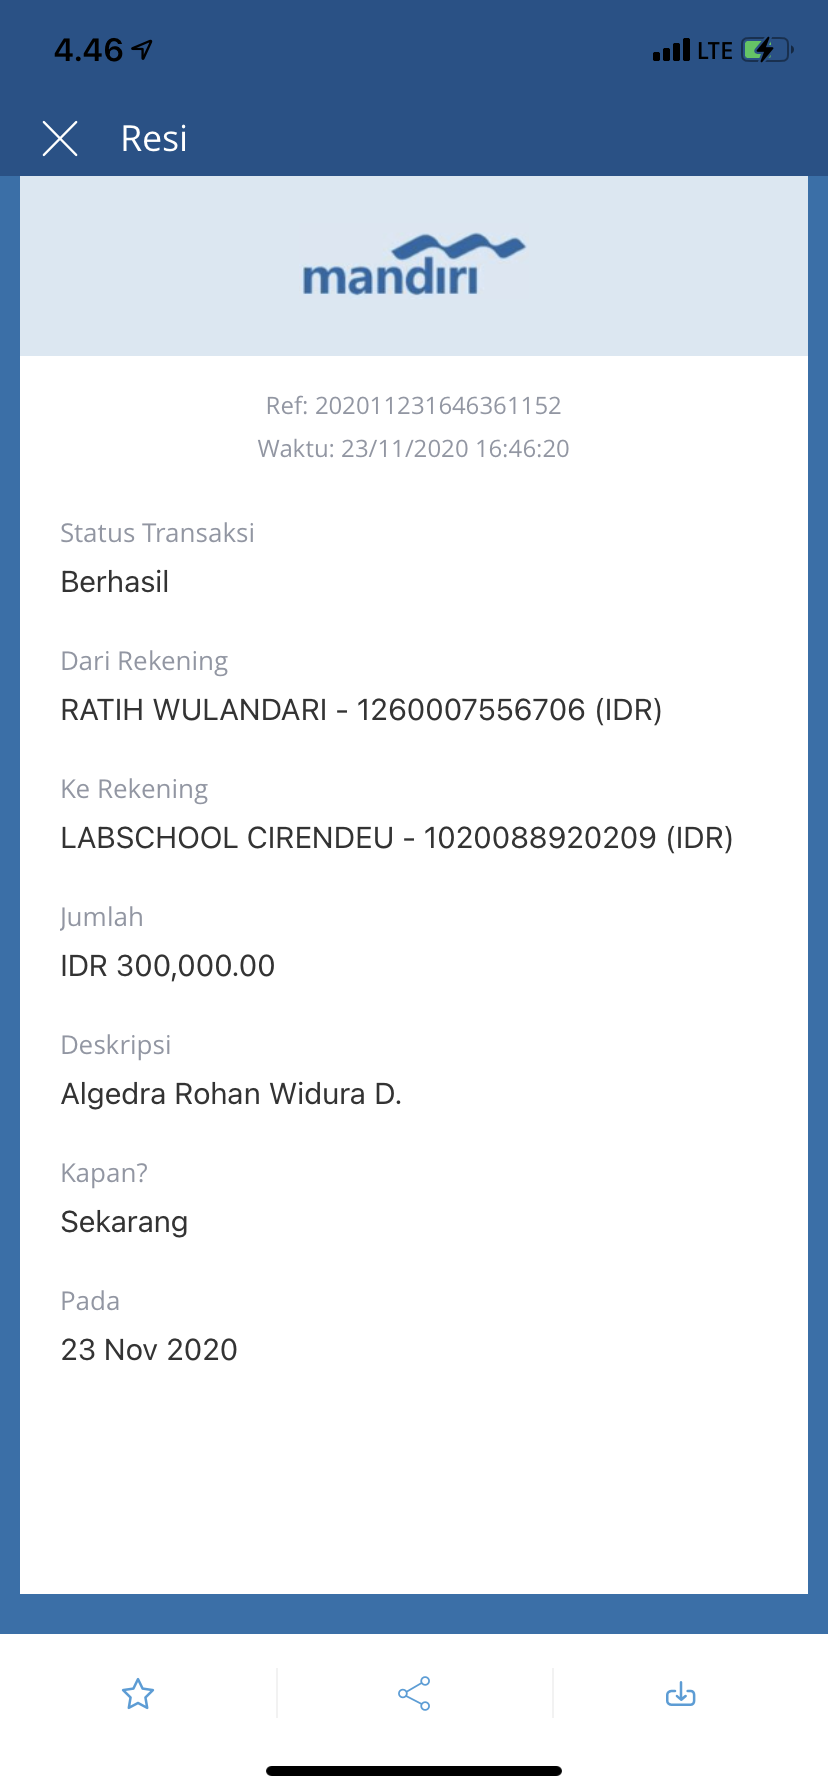 4.46
LTE
Resi
mandiri
Ref: 202011231646361152
Waktu: 23/11/2020 16:46:20
Status Transaksi
Berhasil
Dari Rekening
RATIH WULANDARI - 1260007556706 (IDR)
Ke Rekening
LABSCHOOL CIRENDEU - 1020088920209 (IDR)
Jumlah
IDR 300,000.00
Deskripsi
Algedra Rohan Widura D.
Kapan?
Sekarang
Pada
23 Nov 2020